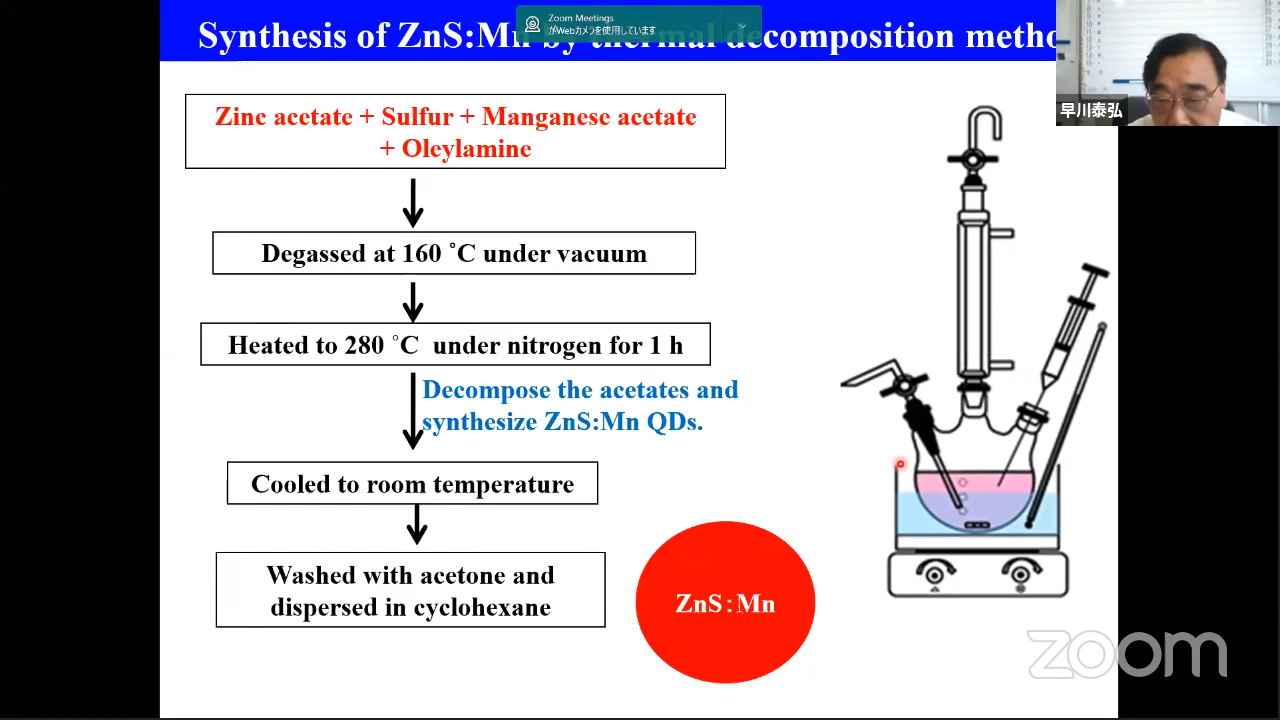 Zoom Meetings
がWebカメラを使用しています
Synthesis of ZnS:Mn by thermal decomposition
早川泰弘
Zinc acetate + Sulfur + Manganese acetate
+ Oleylamine
Degassed at 160 ˚C under vacuum
Heated to 280 ˚C under nitrogen for 1 h
Decompose the acetates and
synthesize ZnS:Mn QDs.
Cooled to room temperature
Washed with acetone and
dispersed in cyclohexane
ZnS:Mn
zoom